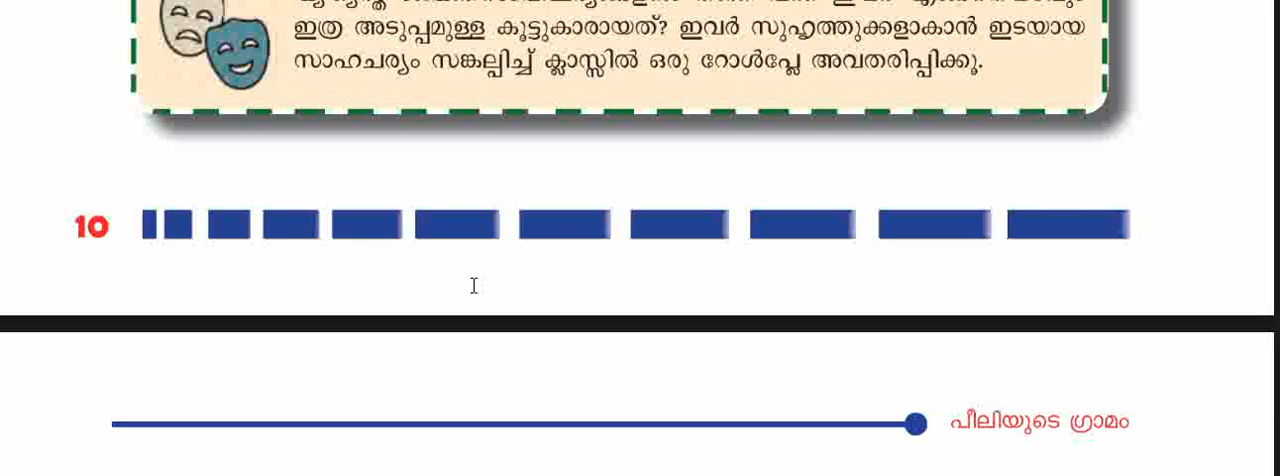 ഇത്ര അടുപ്പമുള്ള കൂട്ടുകാരായത്? ഇവർ സുഹൃത്തുക്കളാകാൻ ഇടയായ
സാഹചര്യം സങ്കല്പിച്ച് ക്ലാസ്സിൽ ഒരു റോൾപ്ലേ അവതരിപ്പിക്കൂ.
10
പീലിയുടെ ഗ്രാമം